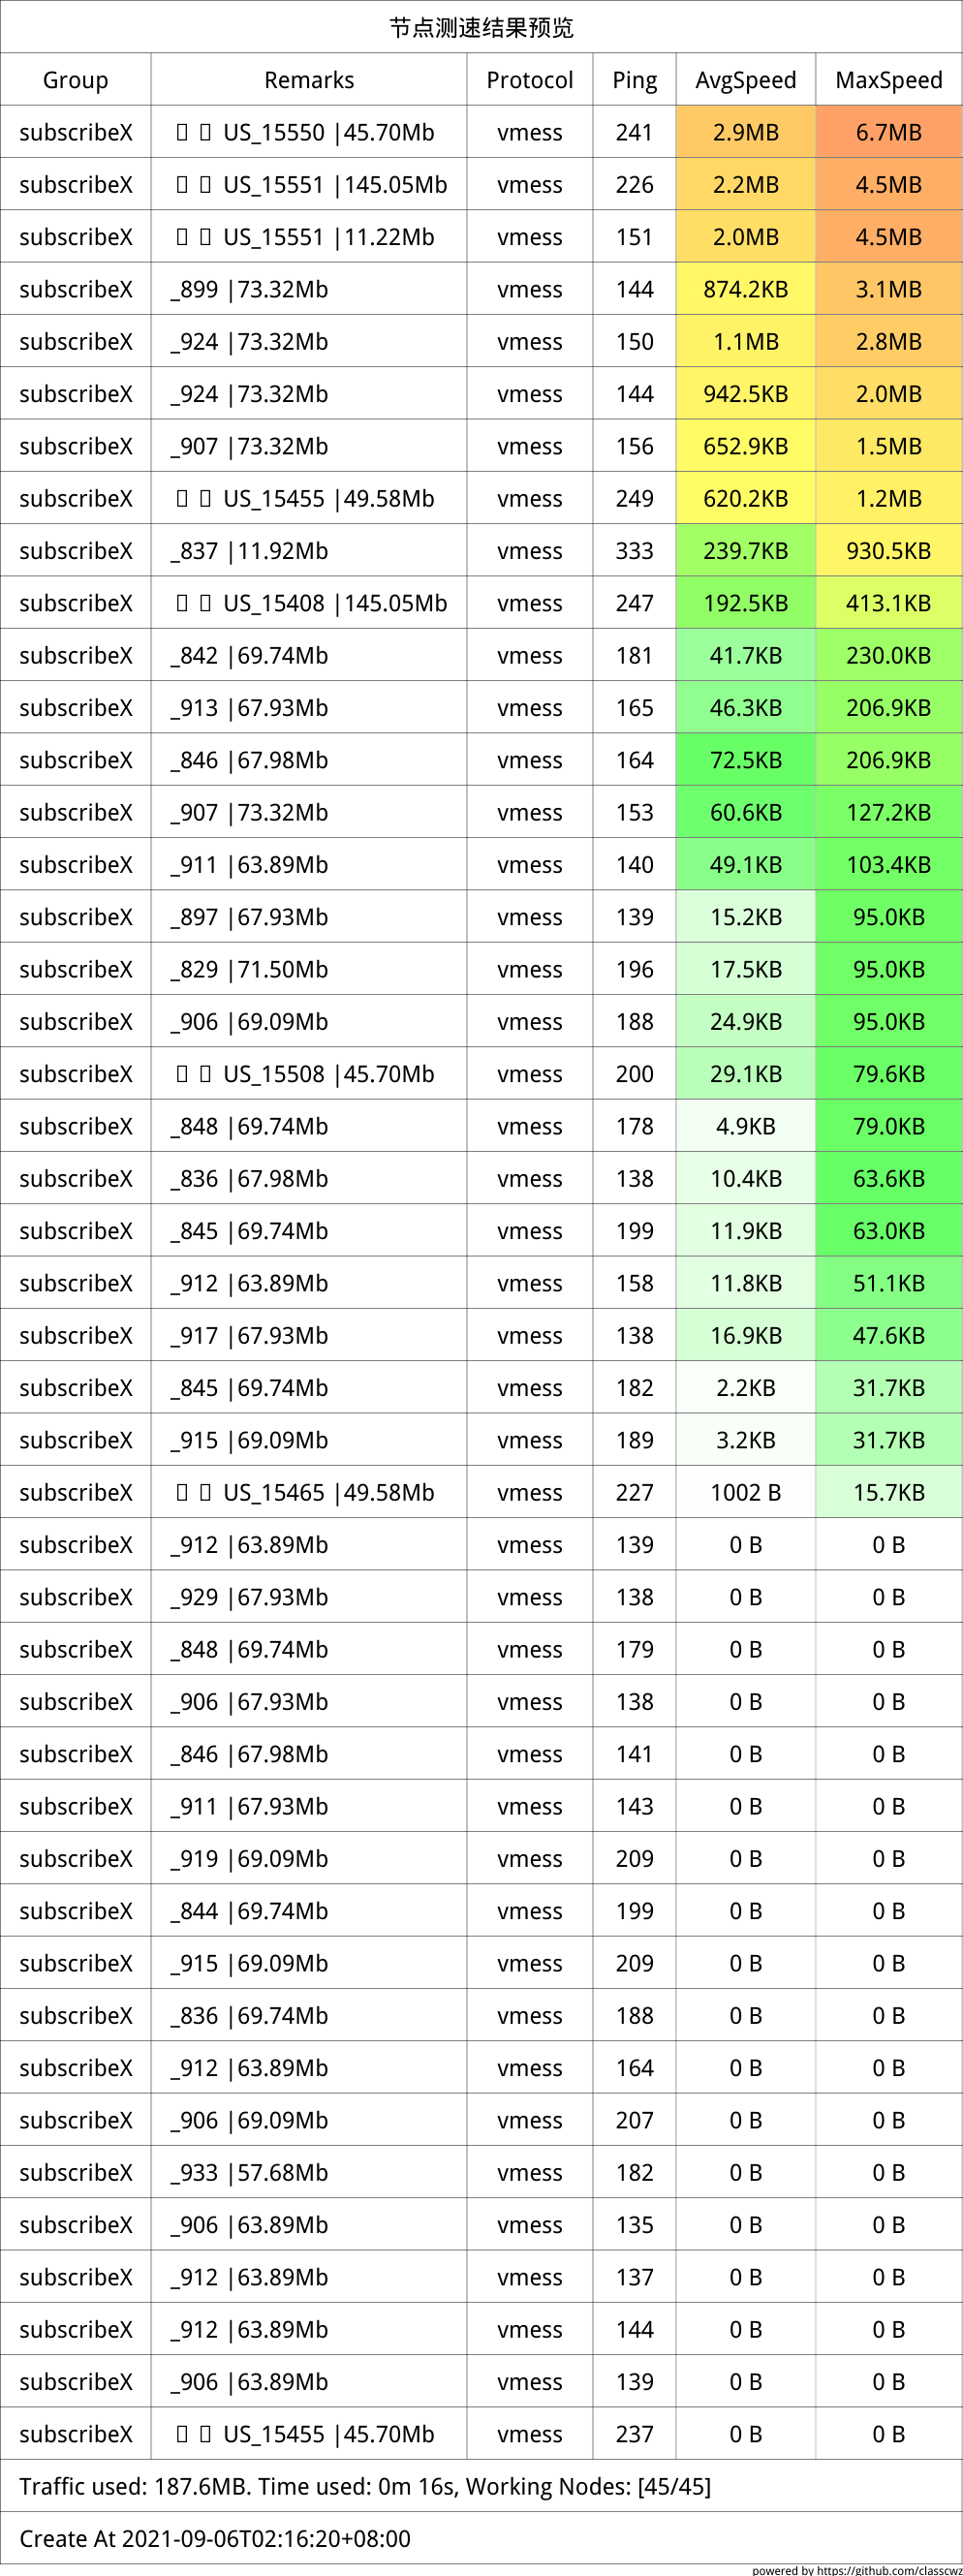 节点测速结果预览
Group Remarks Protocol Ping AvgSpeed MaxSpeed
subscribeX US_15550 |45.70Mb vmess 241 2.9MB 6.7MB
subscribeX US_15551 |145.05Mb vmess 226 2.2MB 4.5MB
subscribeX US_15551 |11.22Mb vmess 151 2.0MB 4.5MB
subscribeX _899 |73.32Mb vmess 144 874.2KB 3.1MB
subscribeX _924 |73.32Mb vmess 150 1.1MB 2.8MB
subscribeX _924 |73.32Mb vmess 144 942.5KB 2.0MB
subscribeX _907 |73.32Mb vmess 156 652.9KB 1.5MB
subscribeX US_15455 |49.58Mb vmess 249 620.2KB 1.2MB
subscribeX _837 |11.92Mb vmess 333 239.7KB 930.5KB
subscribeX US_15408 |145.05Mb vmess 247 192.5KB 413.1KB
subscribeX _842 |69.74Mb vmess 181 41.7KB 230.0KB
subscribeX _913 |67.93Mb vmess 165 46.3KB 206.9KB
subscribeX _846 |67.98Mb vmess 164 72.5KB 206.9KB
subscribeX _907 |73.32Mb vmess 153 60.6KB 127.2KB
subscribeX _911 |63.89Mb vmess 140 49.1KB 103.4KB
subscribeX _897 |67.93Mb vmess 139 15.2KB 95.0KB
subscribeX _829 |71.50Mb vmess 196 17.5KB 95.0KB
subscribeX _906 |69.09Mb vmess 188 24.9KB 95.0KB
subscribeX US_15508 |45.70Mb vmess 200 29.1KB 79.6KB
subscribeX _848 |69.74Mb vmess 178 4.9KB 79.0KB
subscribeX _836 |67.98Mb vmess 138 10.4KB 63.6KB
subscribeX _845 |69.74Mb vmess 199 11.9KB 63.0KB
subscribeX _912 |63.89Mb vmess 158 11.8KB 51.1KB
subscribeX _917 |67.93Mb vmess 138 16.9KB 47.6KB
subscribeX _845 |69.74Mb vmess 182 2.2KB 31.7KB
subscribeX _915 |69.09Mb vmess 189 3.2KB 31.7KB
subscribeX US_15465 |49.58Mb vmess 227 1002 B 15.7KB
subscribeX _912 |63.89Mb vmess 139 0 B 0 B
subscribeX _929 |67.93Mb vmess 138 0 B 0 B
subscribeX _848 |69.74Mb vmess 179 0 B 0 B
subscribeX _906 |67.93Mb vmess 138 0 B 0 B
subscribeX _846 |67.98Mb vmess 141 0 B 0 B
subscribeX _911 |67.93Mb vmess 143 0 B 0 B
subscribeX _919 |69.09Mb vmess 209 0 B 0 B
subscribeX _844 |69.74Mb vmess 199 0 B 0 B
subscribeX _915 |69.09Mb vmess 209 0 B 0 B
subscribeX _836 |69.74Mb vmess 188 0 B 0 B
subscribeX _912 |63.89Mb vmess 164 0 B 0 B
subscribeX _906 |69.09Mb vmess 207 0 B 0 B
subscribeX _933 |57.68Mb vmess 182 0 B 0 B
subscribeX _906 |63.89Mb vmess 135 0 B 0 B
subscribeX _912 |63.89Mb vmess 137 0 B 0 B
subscribeX _912 |63.89Mb vmess 144 0 B 0 B
subscribeX _906 |63.89Mb vmess 139 0 B 0 B
subscribeX US_15455 |45.70Mb vmess 237 0 B 0 B
Traffic used: 187.6MB. Time used: 0m 16s, Working Nodes: [45/45]
Create At 2021-09-06T02:16:20+08:00
powered by https://github.com/classcwz